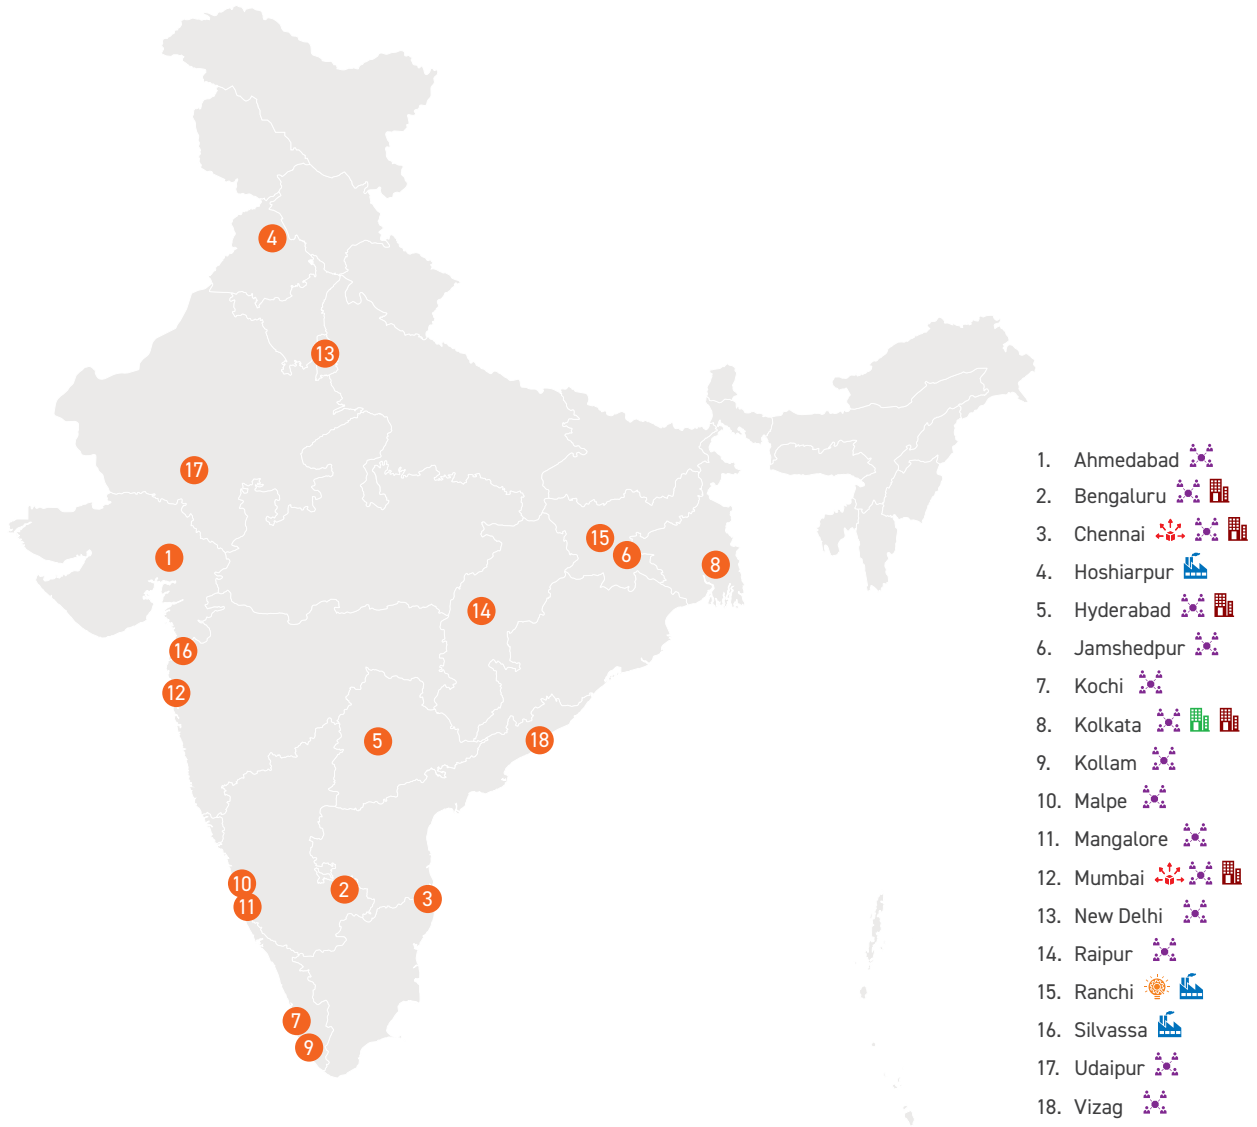 4
13
17
1
15
6
8
14
16
12
5
18
10
11
2
3
7
9
1. Ahmedabad
2. Bengaluru
3. Chennai
4. Hoshiarpur
5. Hyderabad
6. Jamshedpur
7. Kochi
8. Kolkata
9. Kollam
10. Malpe
11. Mangalore
12. Mumbai
13. New Delhi
14. Raipur
15. Ranchi
16. Silvassa
17. Udaipur
18. Vizag